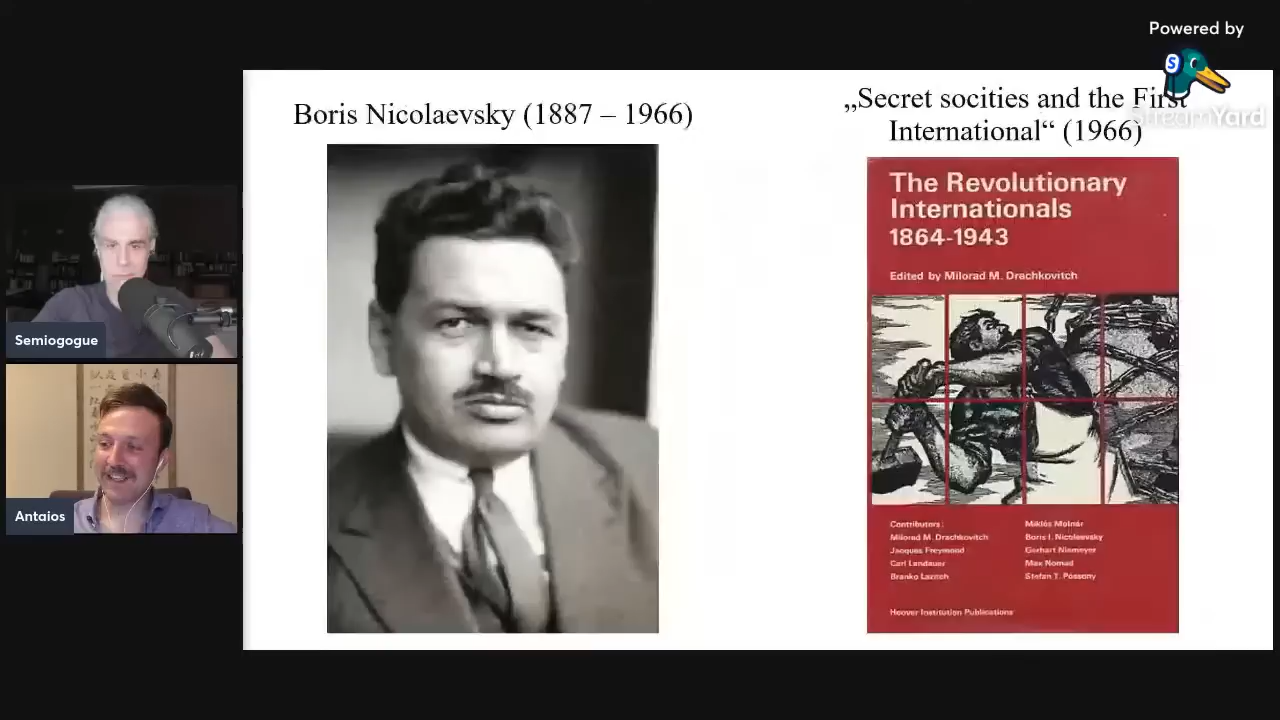 Powered by
StreamYard
Boris Nicolaevsky (1887 – 1966)
„Secret socities and the First
International“ (1966)
The Revolutionary
Internationals
1864-1943
Edited by Milorad M. Drachkovitch
Contributors:
Milorad M. Drachkovitch
Jacques Freymond
Carl Landauer
Branko Lazitch
Miklós Molnár
Boris I. Nicolaevsky
Gerhart Niemeyer
Max Nomad
Stefan T. Possony
Hoover Institution Publications
Semiogogue
Antaios